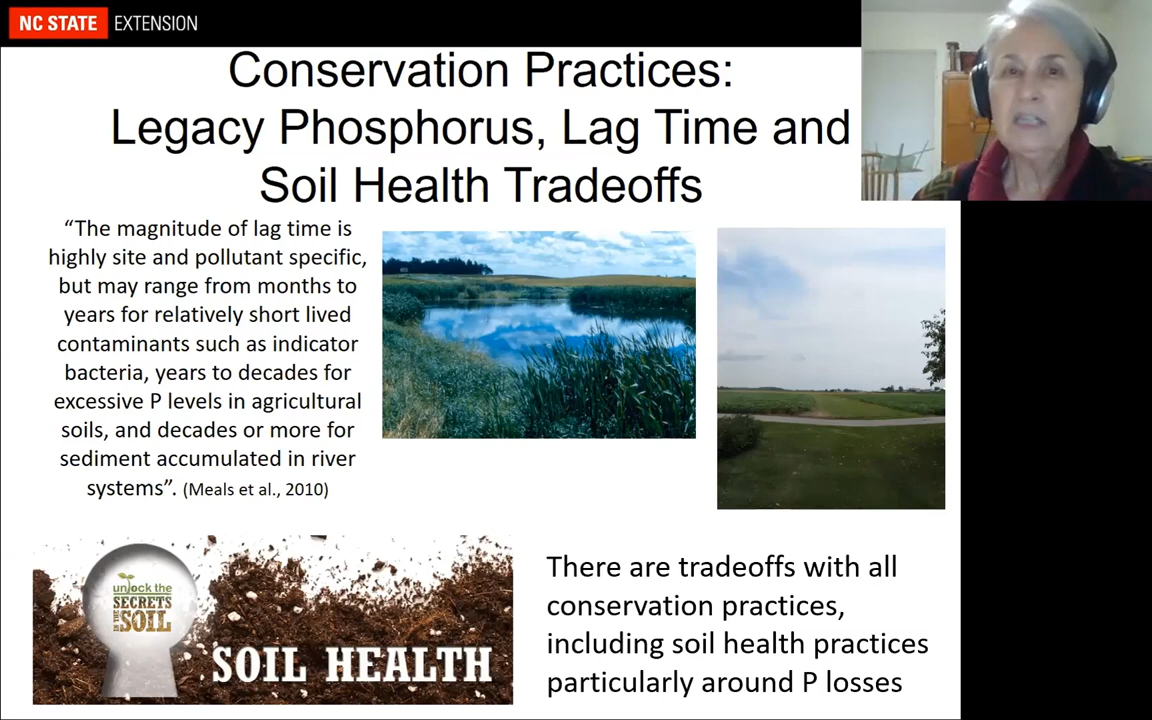 NC STATE EXTENSION
Conservation Practices:
Legacy Phosphorus, Lag Time and
Soil Health Tradeoffs
“The magnitude of lag time is
highly site and pollutant specific,
but may range from months to
years for relatively short lived
contaminants such as indicator
bacteria, years to decades for
excessive P levels in agricultural
soils, and decades or more for
sediment accumulated in river
systems”. (Meals et al., 2010)
unlock the
SECRETS
IN THE
SOIL
SOIL HEALTH
There are tradeoffs with all
conservation practices,
including soil health practices
particularly around P losses